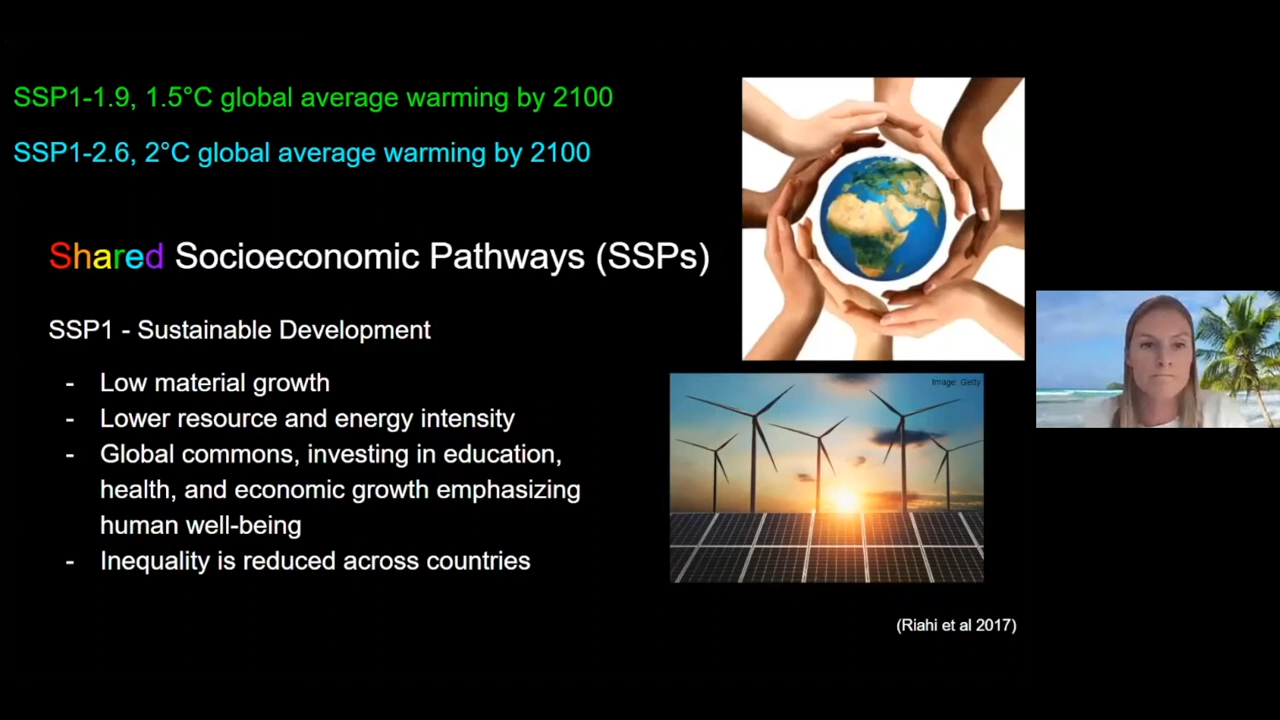 SSP1-1.9, 1.5°C global average warming by 2100
SSP1-2.6, 2°C global average warming by 2100
Shared Socioeconomic Pathways (SSPs)
SSP1 - Sustainable Development
- Low material growth
- Lower resource and energy intensity
- Global commons, investing in education,
health, and economic growth emphasizing
human well-being
- Inequality is reduced across countries
Image: Getty
(Riahi et al 2017)